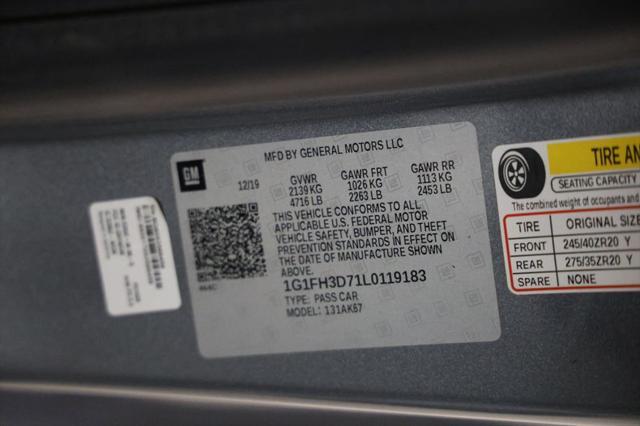 GM
MFD BY GENERAL MOTORS LLC
12/19
GVWR GAWR FRT GAWR RR
2139 KG 1026 KG 1113 KG
4716 LB 2263 LB 2453 LB
THIS VEHICLE CONFORMS TO ALL
APPLICABLE U.S. FEDERAL MOTOR
VEHICLE SAFETY, BUMPER, AND THEFT
PREVENTION STANDARDS IN EFFECT ON
THE DATE OF MANUFACTURE SHOWN
ABOVE.
1G1FH3D71L0119183
TYPE: PASS CAR
MODEL: 131AK67
TIRE AN
SEATING CAPACITY
The combined weight of occupants and
TIRE ORIGINAL SIZE
FRONT 245/40ZR20 Y
REAR 275/35ZR20 Y
SPARE NONE